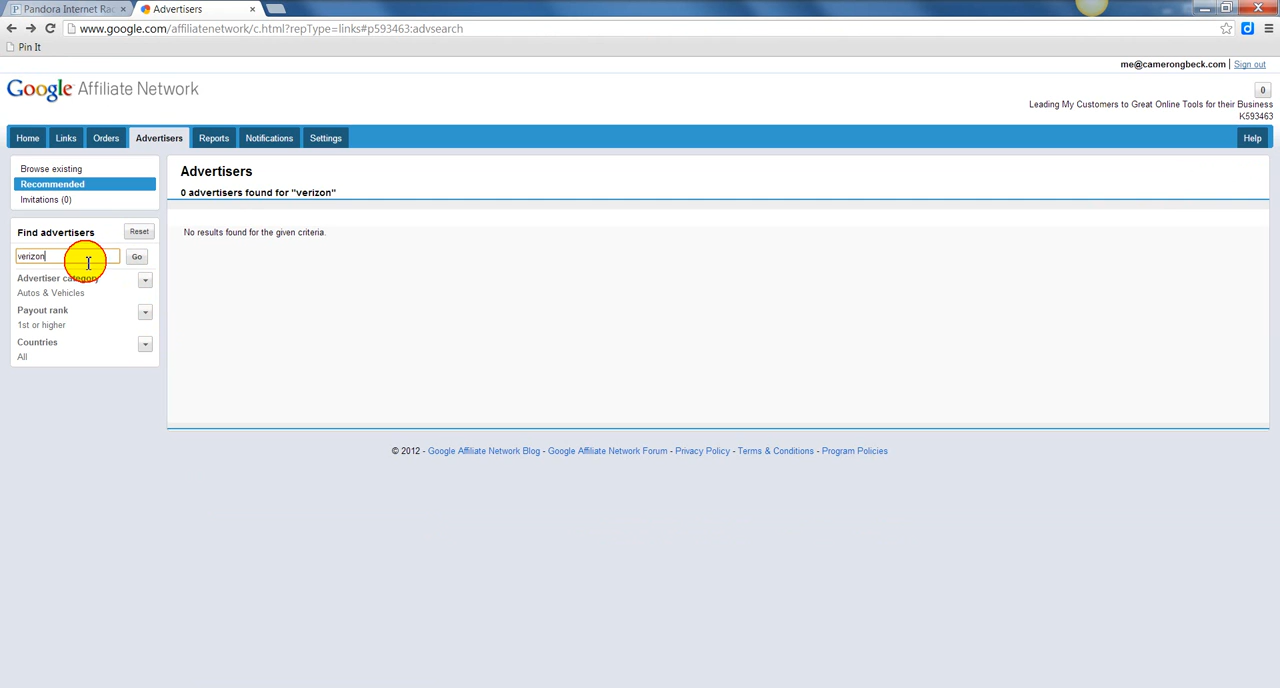 Pandora Internet Ra
Advertisers
www.google.com/affiliatenetwork/c.html?repType=links#p593463:advsearch
Pin It
me@camerongbeck.com | Sign out
Google Affiliate Network
0
Leading My Customers to Great Online Tools for their Business
K593463
Home Links Orders Advertisers Reports Notifications Settings Help
Browse existing
Recommended
Invitations (0)
Find advertisers Reset
verizon Go
Advertiser category
Autos & Vehicles
Payout rank
1st or higher
Countries
All
Advertisers
0 advertisers found for "verizon"
No results found for the given criteria.
© 2012 - Google Affiliate Network Blog - Google Affiliate Network Forum - Privacy Policy - Terms & Conditions - Program Policies